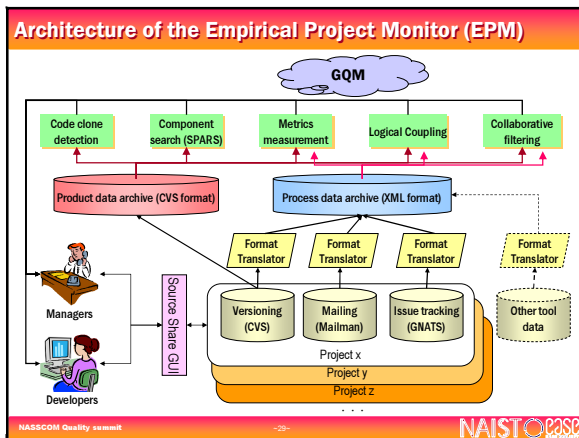 Architecture of the Empirical Project Monitor (EPM)
GQM
Code clone
detection
Component
search (SPARS)
Metrics
measurement
Logical Coupling
Collaborative
filtering
Product data archive (CVS format)
Process data archive (XML format)
Format
Translator
Format
Translator
Format
Translator
Format
Translator
Managers
Source Share GUI
Versioning
(CVS)
Mailing
(Mailman)
Issue tracking
(GNATS)
Other tool
data
Project x
Project y
Project z
. . .
Developers
NASSCOM Quality summit
-29-
NAIST
ease